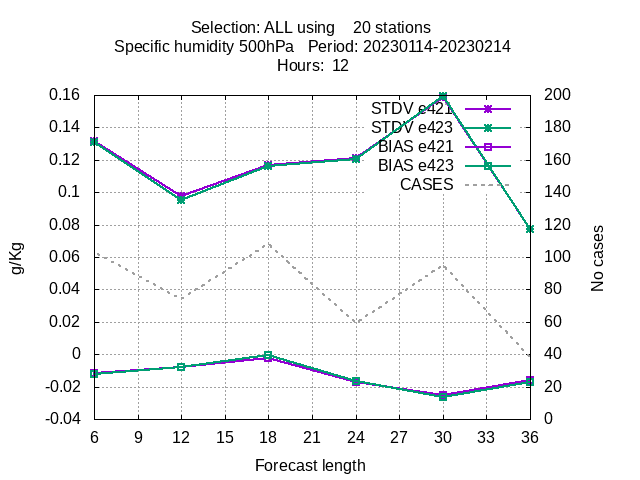 Selection: ALL using    20 stations
Specific humidity 500hPa   Period: 20230114-20230214
Hours:  12
0.16
0.14
0.12
0.1
0.08
0.06
0.04
0.02
0
-0.02
-0.04
g/Kg
STDV e421
STDV e423
BIAS e421
BIAS e423
CASES
200
180
160
140
120
100
80
60
40
20
0
No cases
6 9 12 15 18 21 24 27 30 33 36
Forecast length